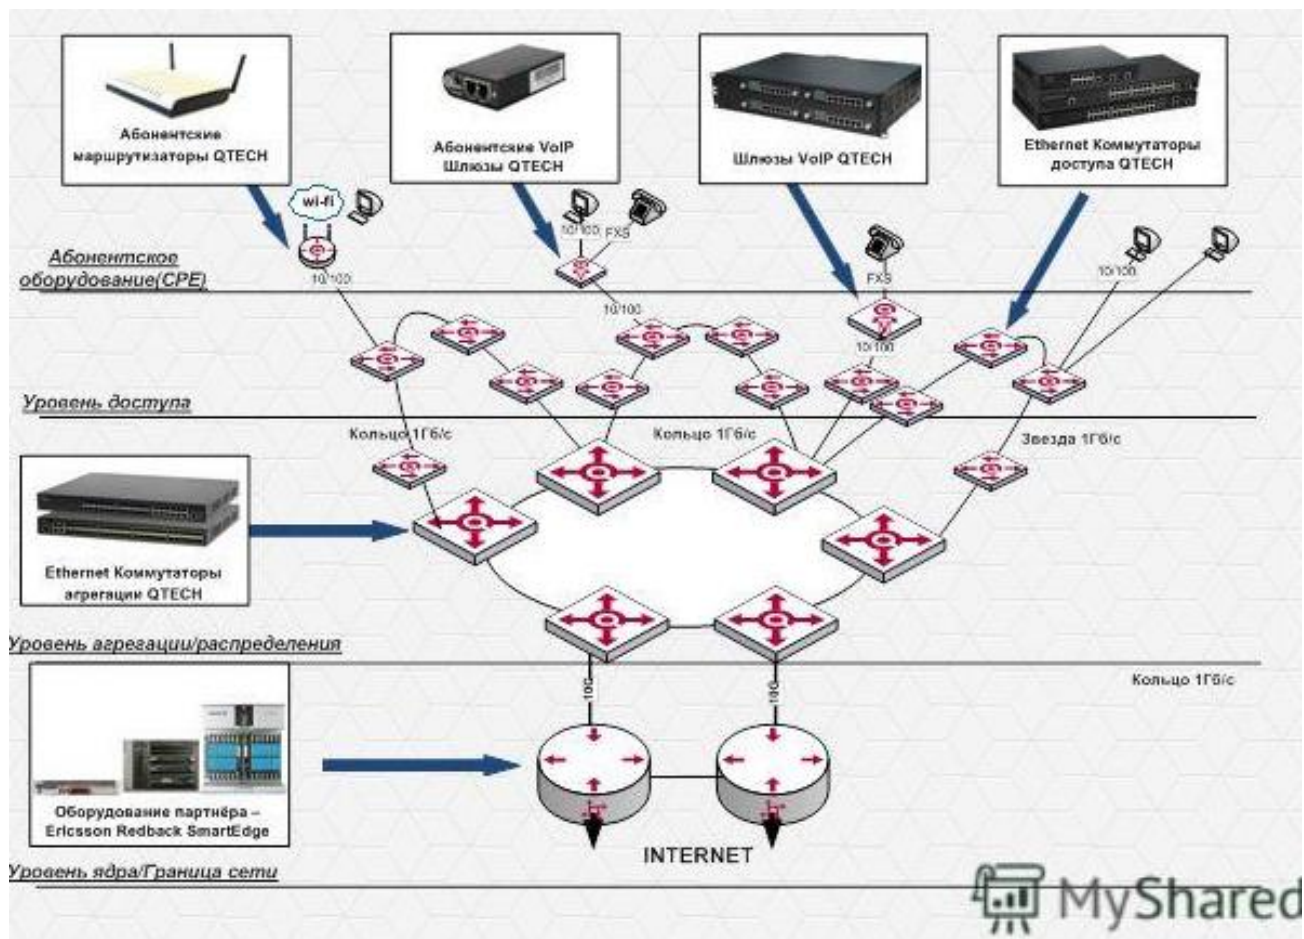 Абонентские
маршрутизаторы QTECH
Абонентские VoIP
Шлюзы QTECH
Шлюзы VoIP QTECH
Ethernet Коммутаторы
доступа QTECH
wi-fi
10/100
FXS
FXS
Абонентское
оборудование(CPE)
10/100
10/100
10/100
10/100
Уровень доступа
Кольцо 1Гб/с
Кольцо 1Гб/с
Звезда 1Гб/с
Ethernet Коммутаторы
агрегации QTECH
Уровень агрегации/распределения
Кольцо 1Гб/с
10G
10G
Оборудование партнёра –
Ericsson Redback SmartEdge
INTERNET
Уровень ядра/Граница сети
MyShared